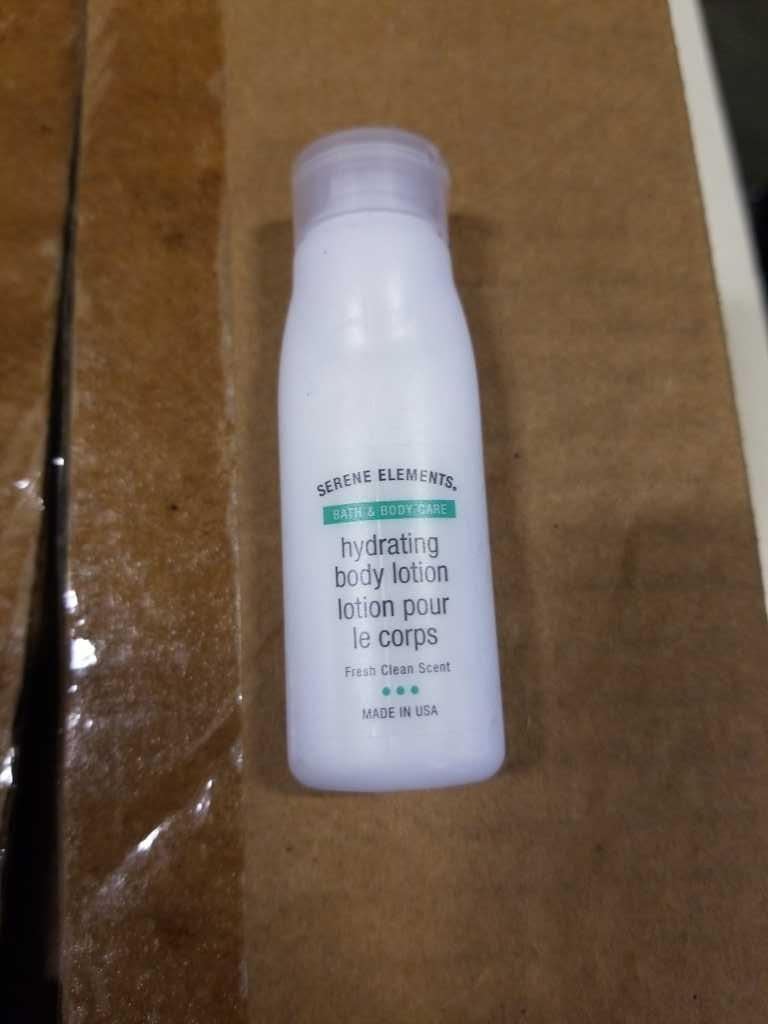 SERENE ELEMENTS®
BATH & BODY CARE
hydrating
body lotion
lotion pour
le corps
Fresh Clean Scent
MADE IN USA